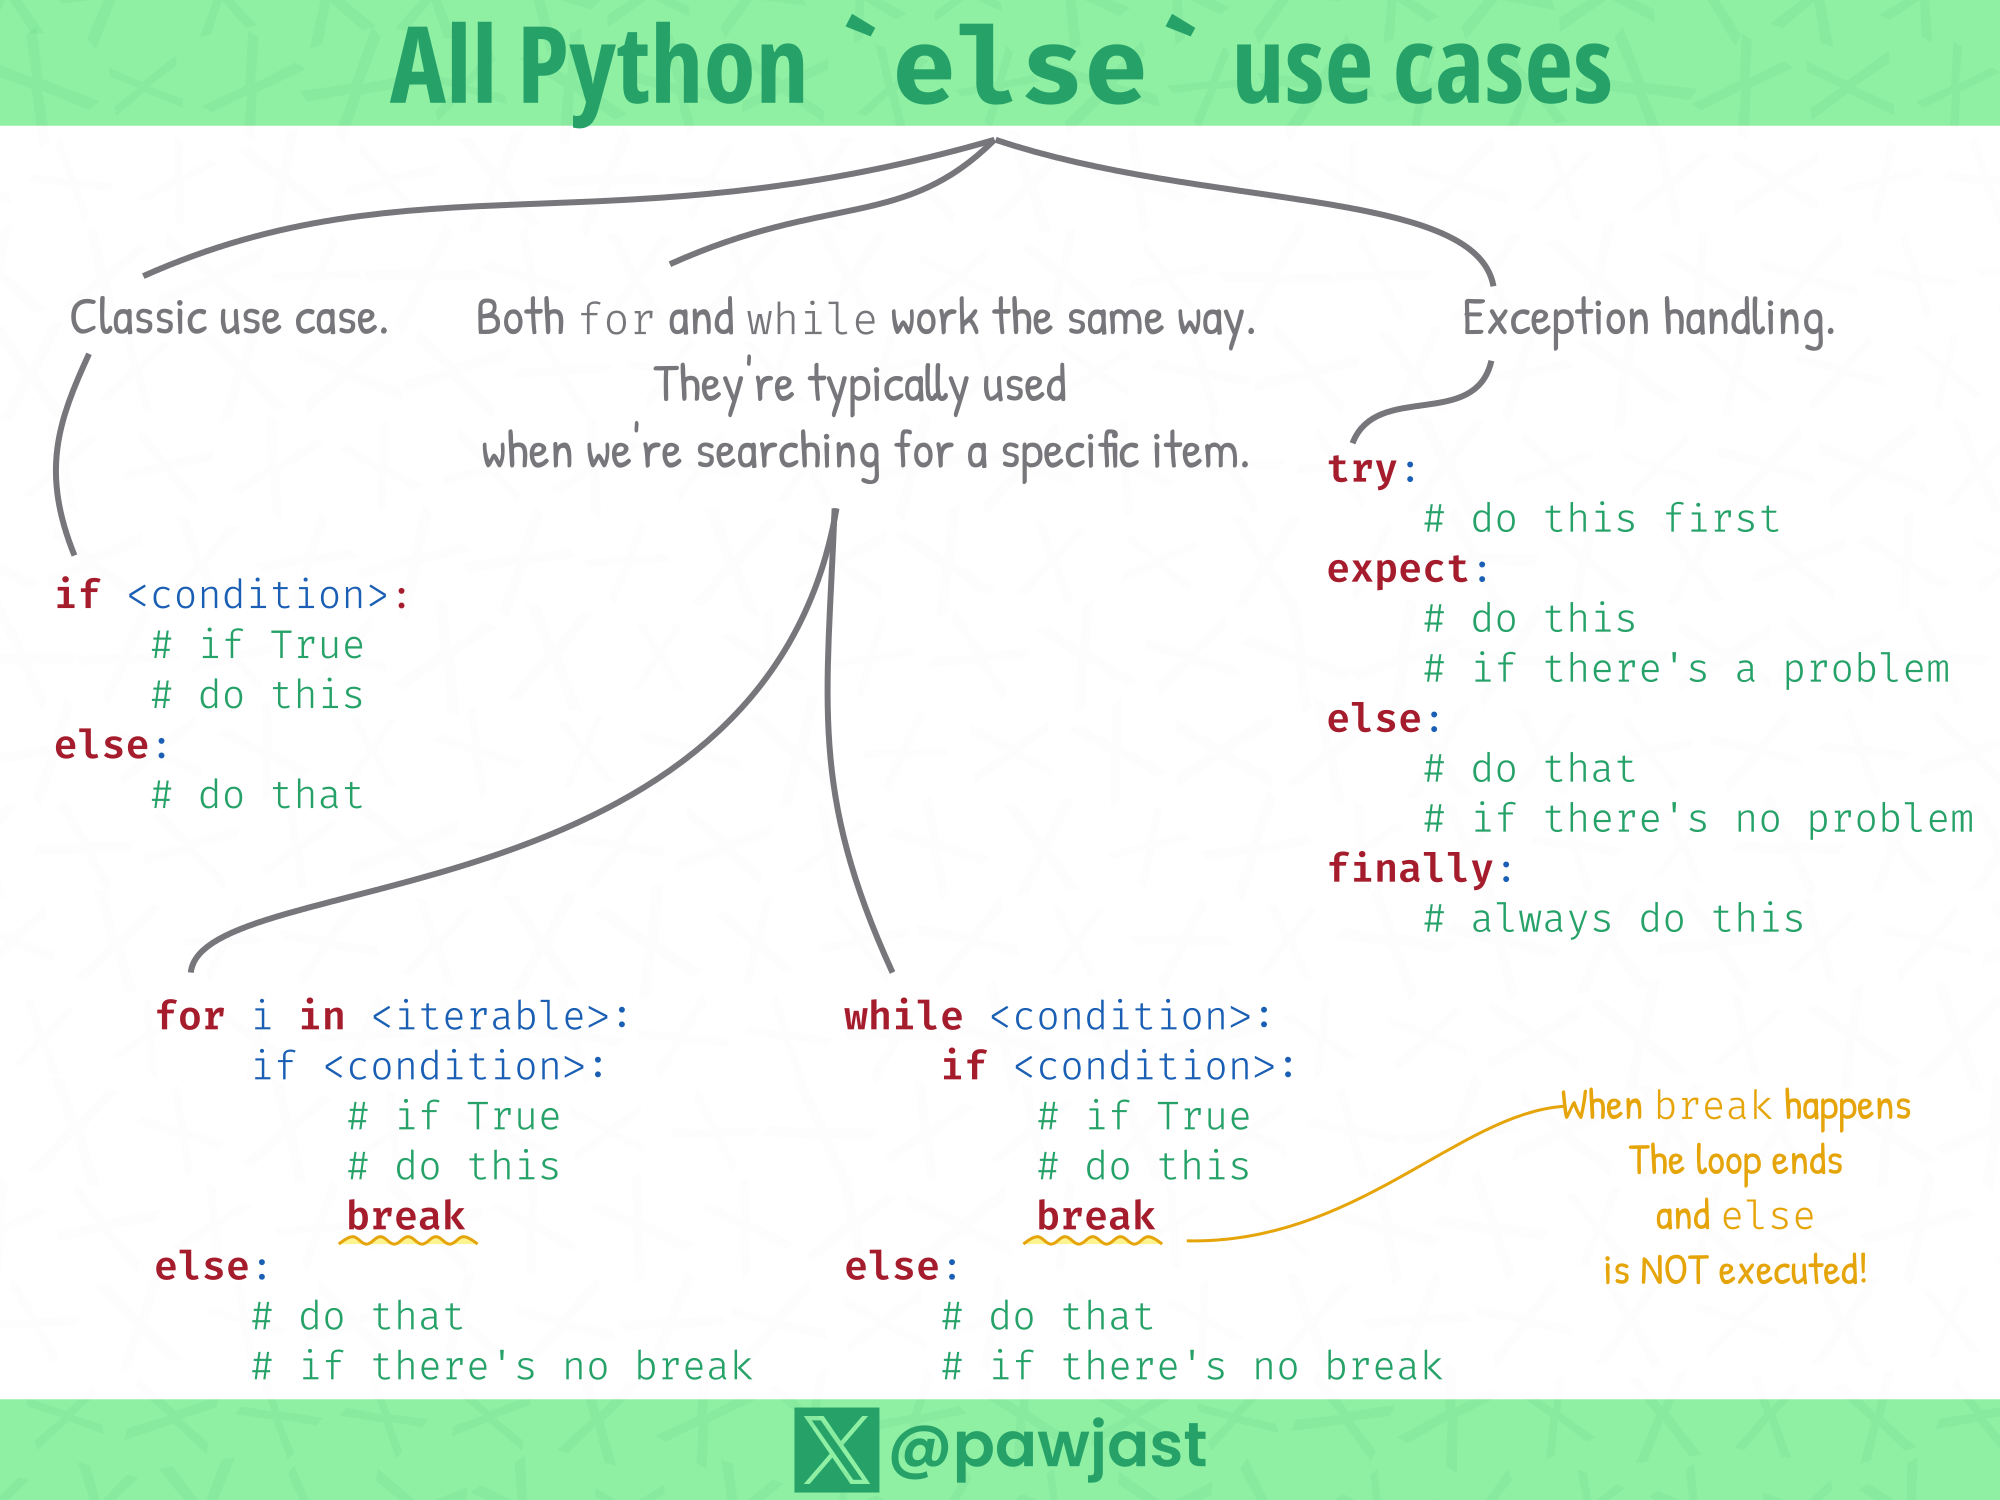 All Python `else` use cases
Classic use case.
if <condition>:
    # if True
    # do this
else:
    # do that
Both for and while work the same way.
They're typically used
when we're searching for a specific item.
for i in <iterable>:
    if <condition>:
        # if True
        # do this
        break
else:
    # do that
    # if there's no break
while <condition>:
    if <condition>:
        # if True
        # do this
        break
else:
    # do that
    # if there's no break
When break happens
The loop ends
and else
is NOT executed!
Exception handling.
try:
    # do this first
expect:
    # do this
    # if there's a problem
else:
    # do that
    # if there's no problem
finally:
    # always do this
@pawjast